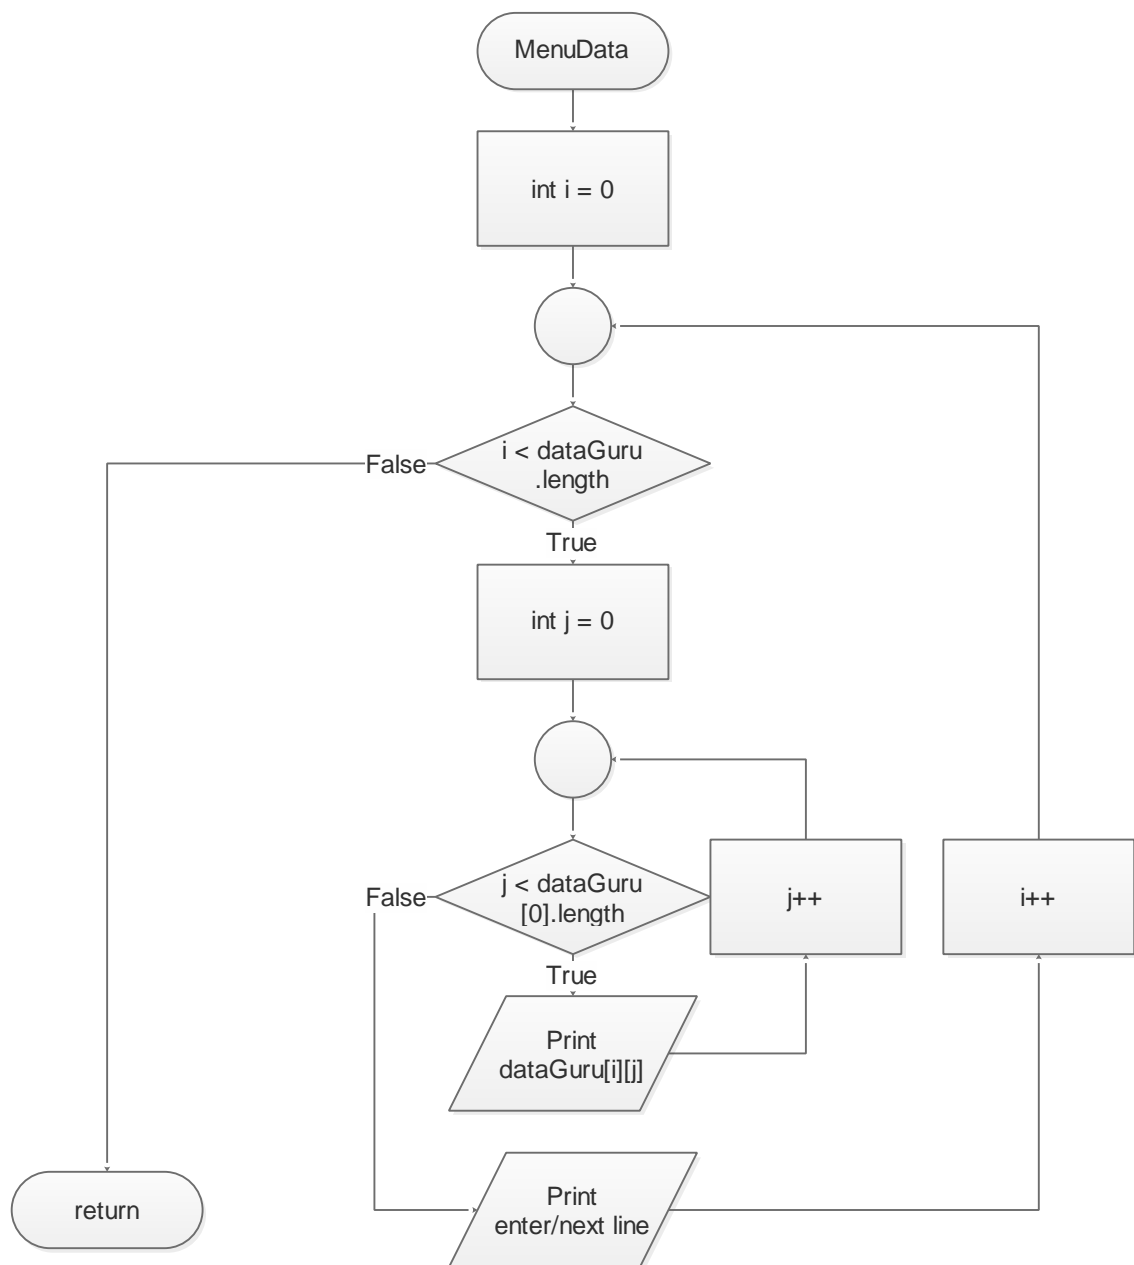 MenuData
int i = 0
i < dataGuru
.length
False
True
int j = 0
j < dataGuru
[0].length
False
True
j++
i++
Print
dataGuru[i][j]
Print
enter/next line
return